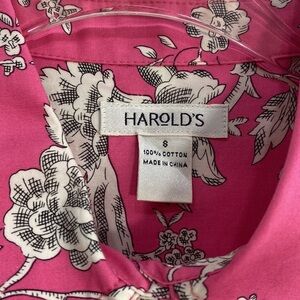 HAROLD'S
8
100% COTTON
MADE IN CHINA